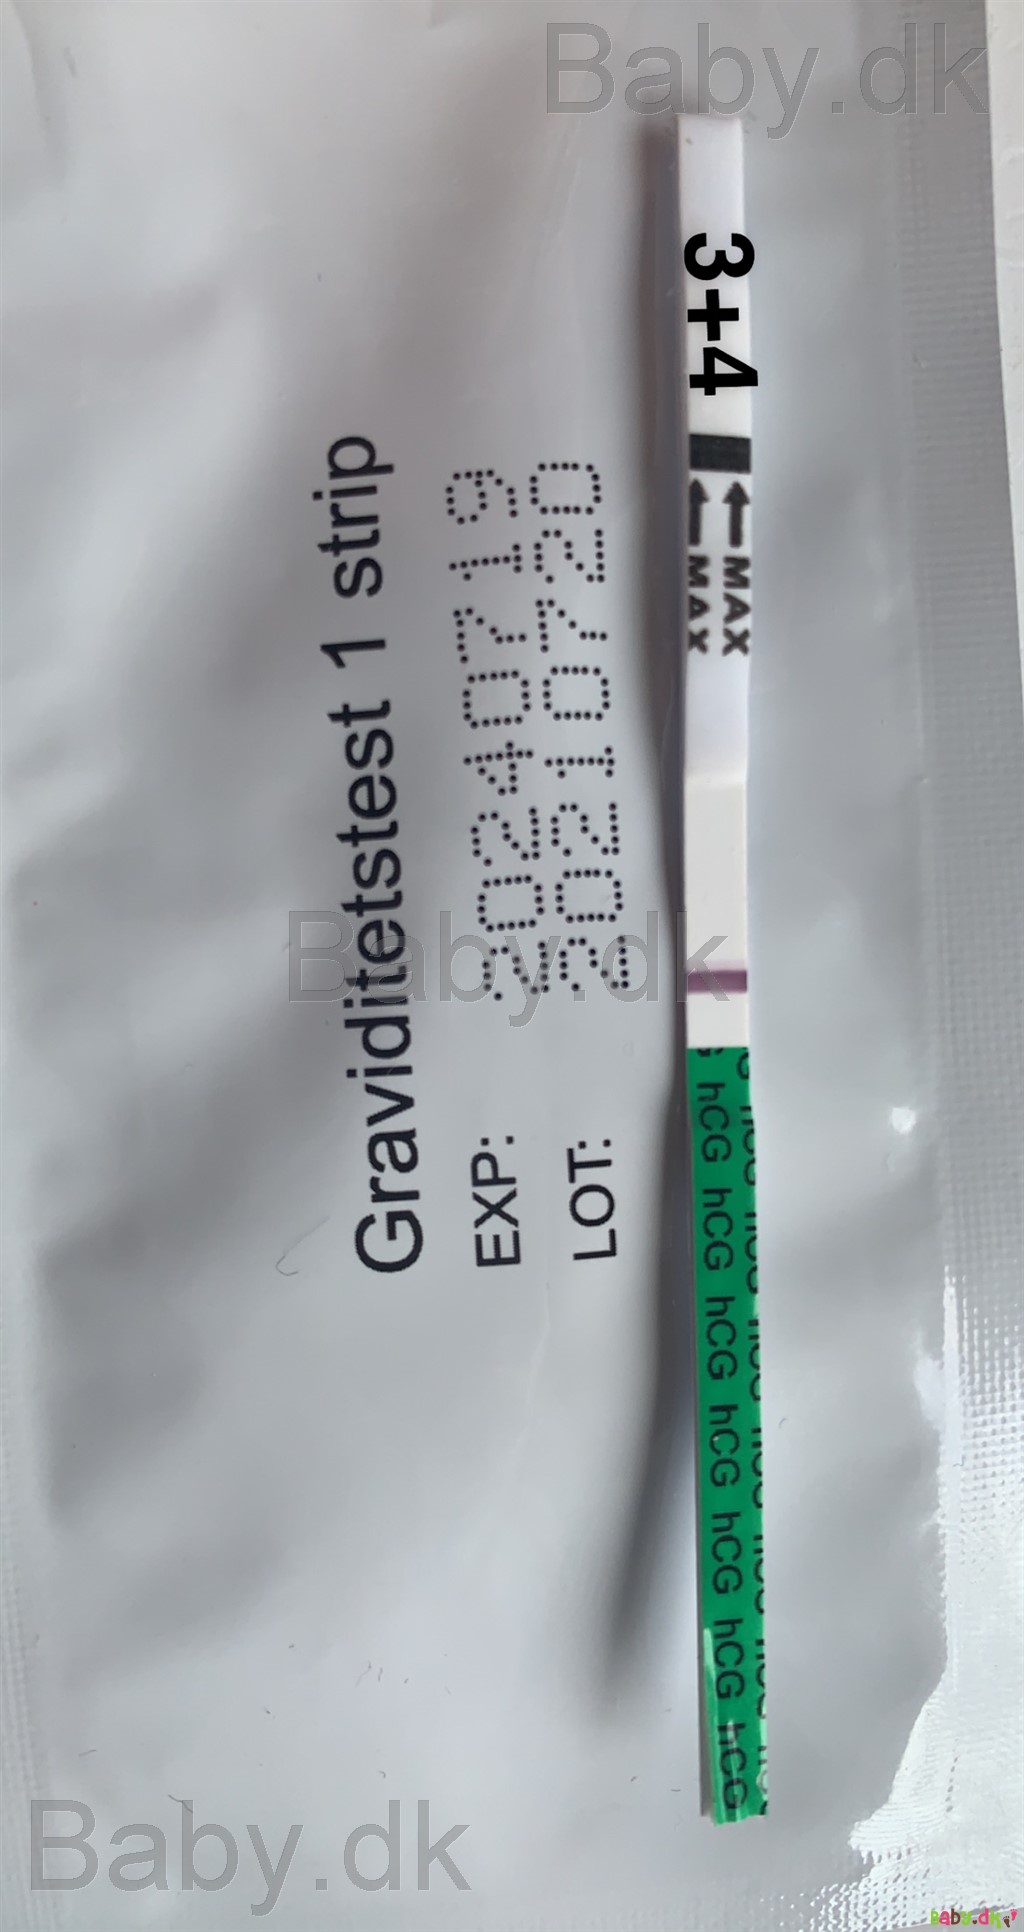 Baby.dk
Graviditetstest 1 strip
EXP: 20240719
LOT: 20210720
3+4
MAX
MAX
hCG hCG hCG hCG hCG hCG hCG
Baby.dk
Baby.dk
baby.dk